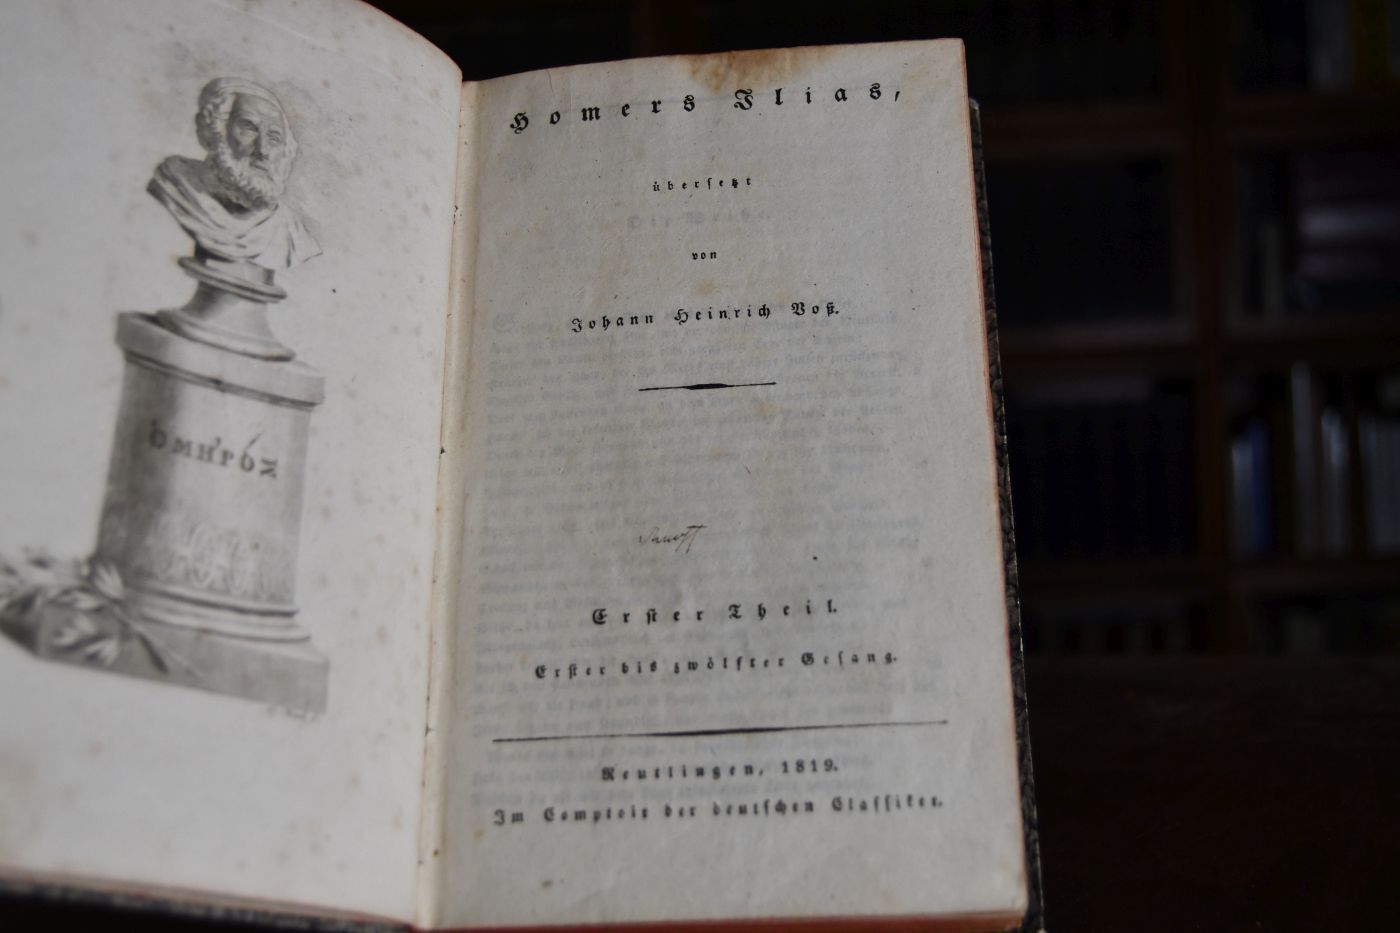 ὍΜΗΡΟΣ
Homers Ilias,
übersetzt
von
Johann Heinrich Voß.
Erster Theil.
Erster bis zwölfter Gesang.
Reutlingen, 1819.
Im Comptoir der deutschen Classiker.